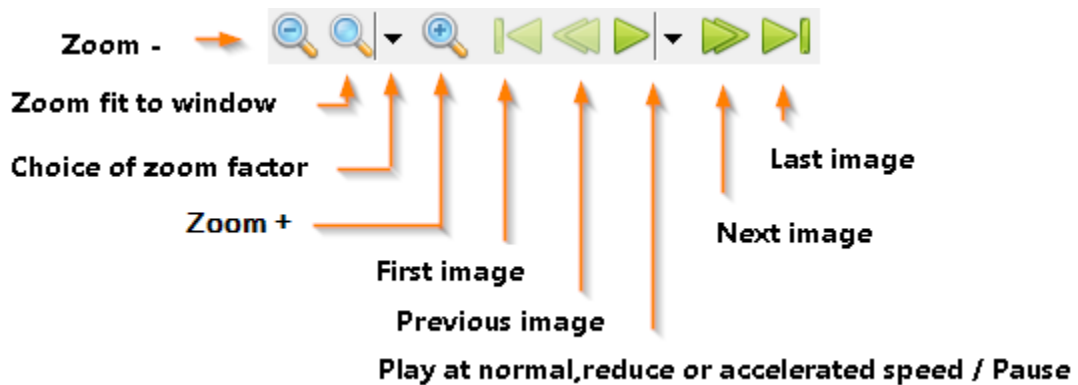 Zoom -
Zoom fit to window
Choice of zoom factor
Zoom +
First image
Previous image
Play at normal,reduce or accelerated speed / Pause
Next image
Last image